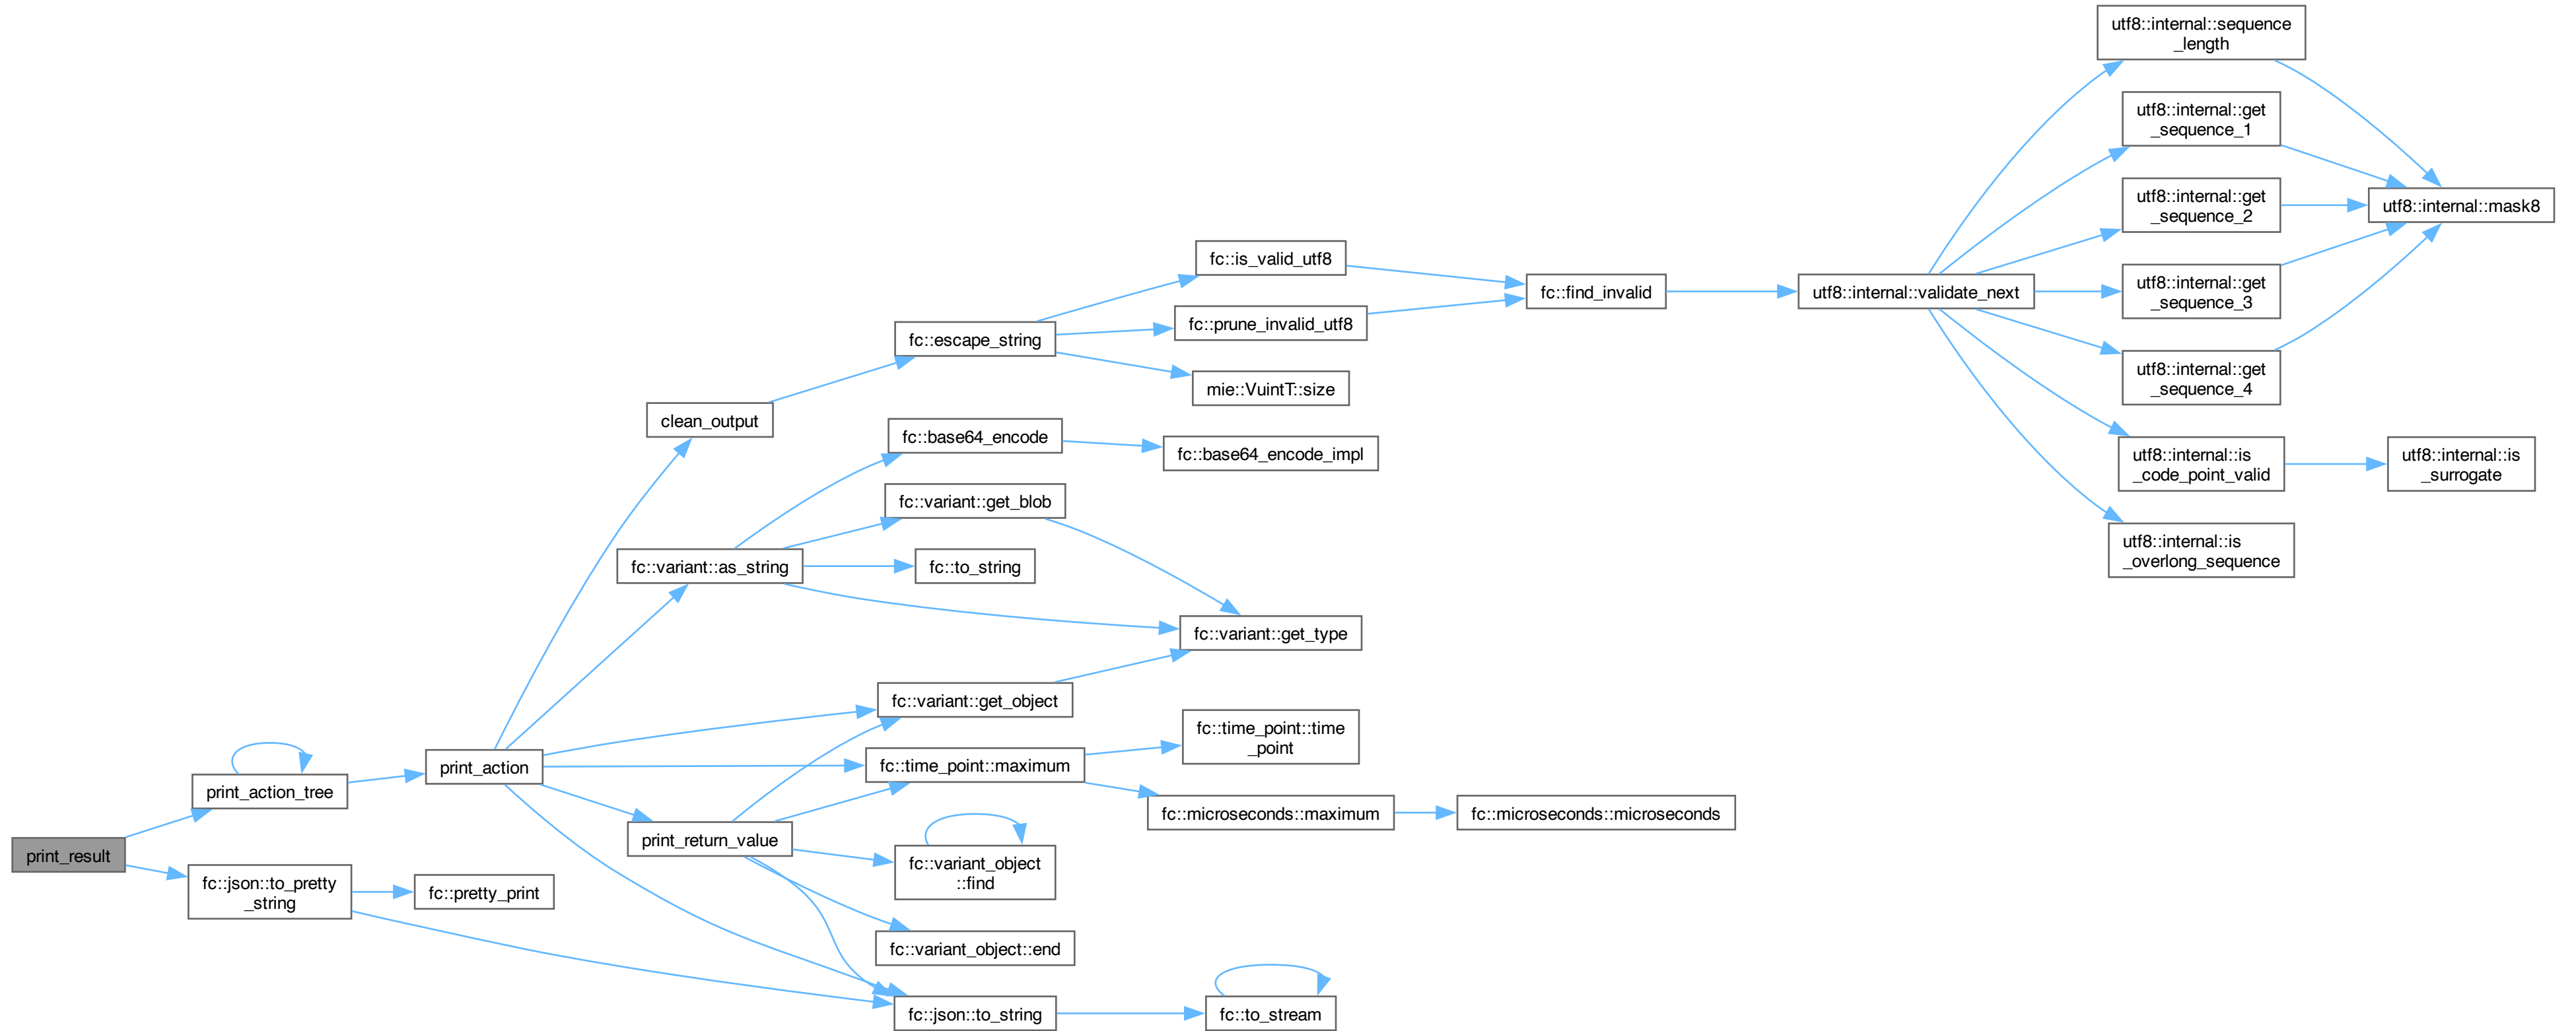 print_result
print_action_tree
fc::json::to_pretty
_string
print_action
fc::pretty_print
clean_output
fc::variant::as_string
print_return_value
fc::escape_string
fc::base64_encode
fc::variant::get_blob
fc::to_string
fc::variant::get_object
fc::time_point::maximum
fc::variant_object
::find
fc::variant_object::end
fc::json::to_string
fc::is_valid_utf8
fc::prune_invalid_utf8
mie::VuintT::size
fc::base64_encode_impl
fc::variant::get_type
fc::time_point::time
_point
fc::microseconds::maximum
fc::to_stream
fc::find_invalid
fc::microseconds::microseconds
utf8::internal::validate_next
utf8::internal::sequence
_length
utf8::internal::get
_sequence_1
utf8::internal::get
_sequence_2
utf8::internal::get
_sequence_3
utf8::internal::get
_sequence_4
utf8::internal::is
_code_point_valid
utf8::internal::is
_overlong_sequence
utf8::internal::mask8
utf8::internal::is
_surrogate